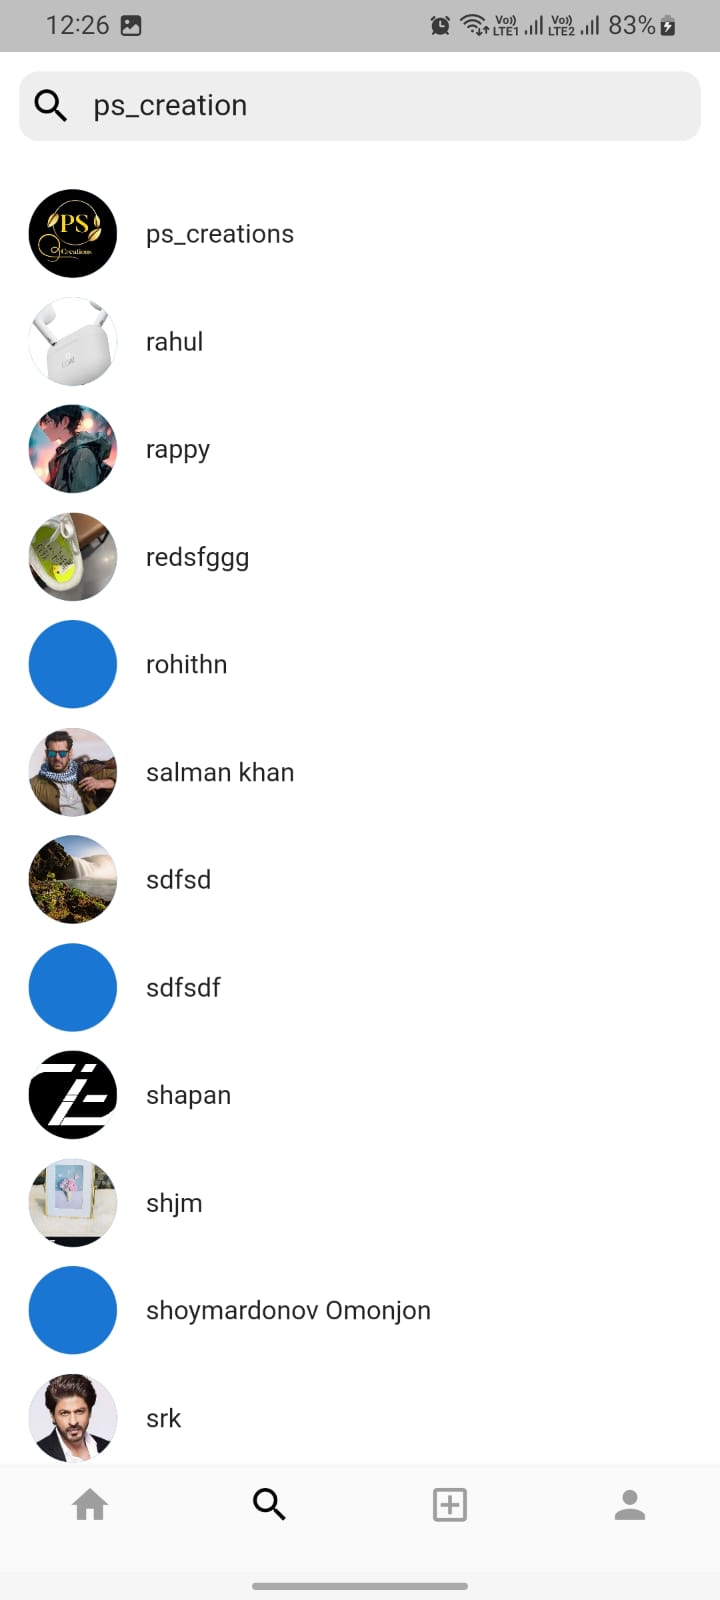 12:26 Vo)) LTE1 Vo)) LTE2 83%
ps_creation
PS
Creations
ps_creations
rahul
rappy
redsfggg
rohithn
salman khan
sdfsd
sdfsdf
shapan
shjm
shoymardonov Omonjon
srk